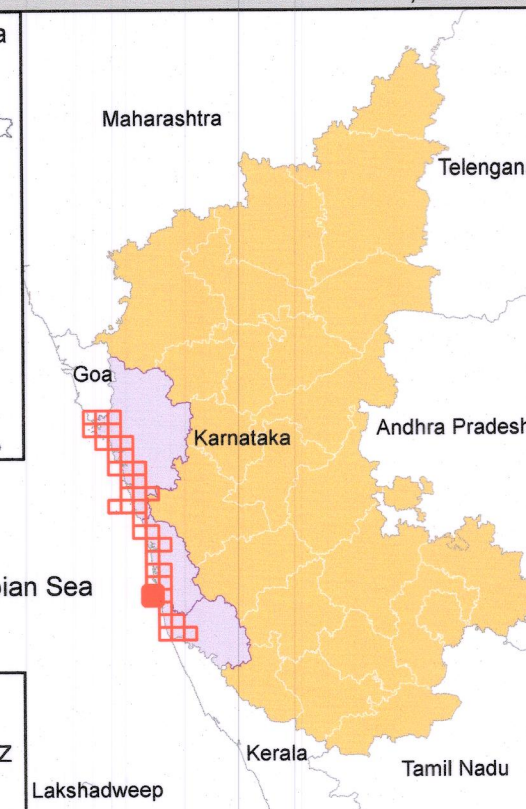 a
Maharashtra
Telengan
Goa
Karnataka
Andhra Pradesh
bian Sea
Z
Kerala
Tamil Nadu
Lakshadweep